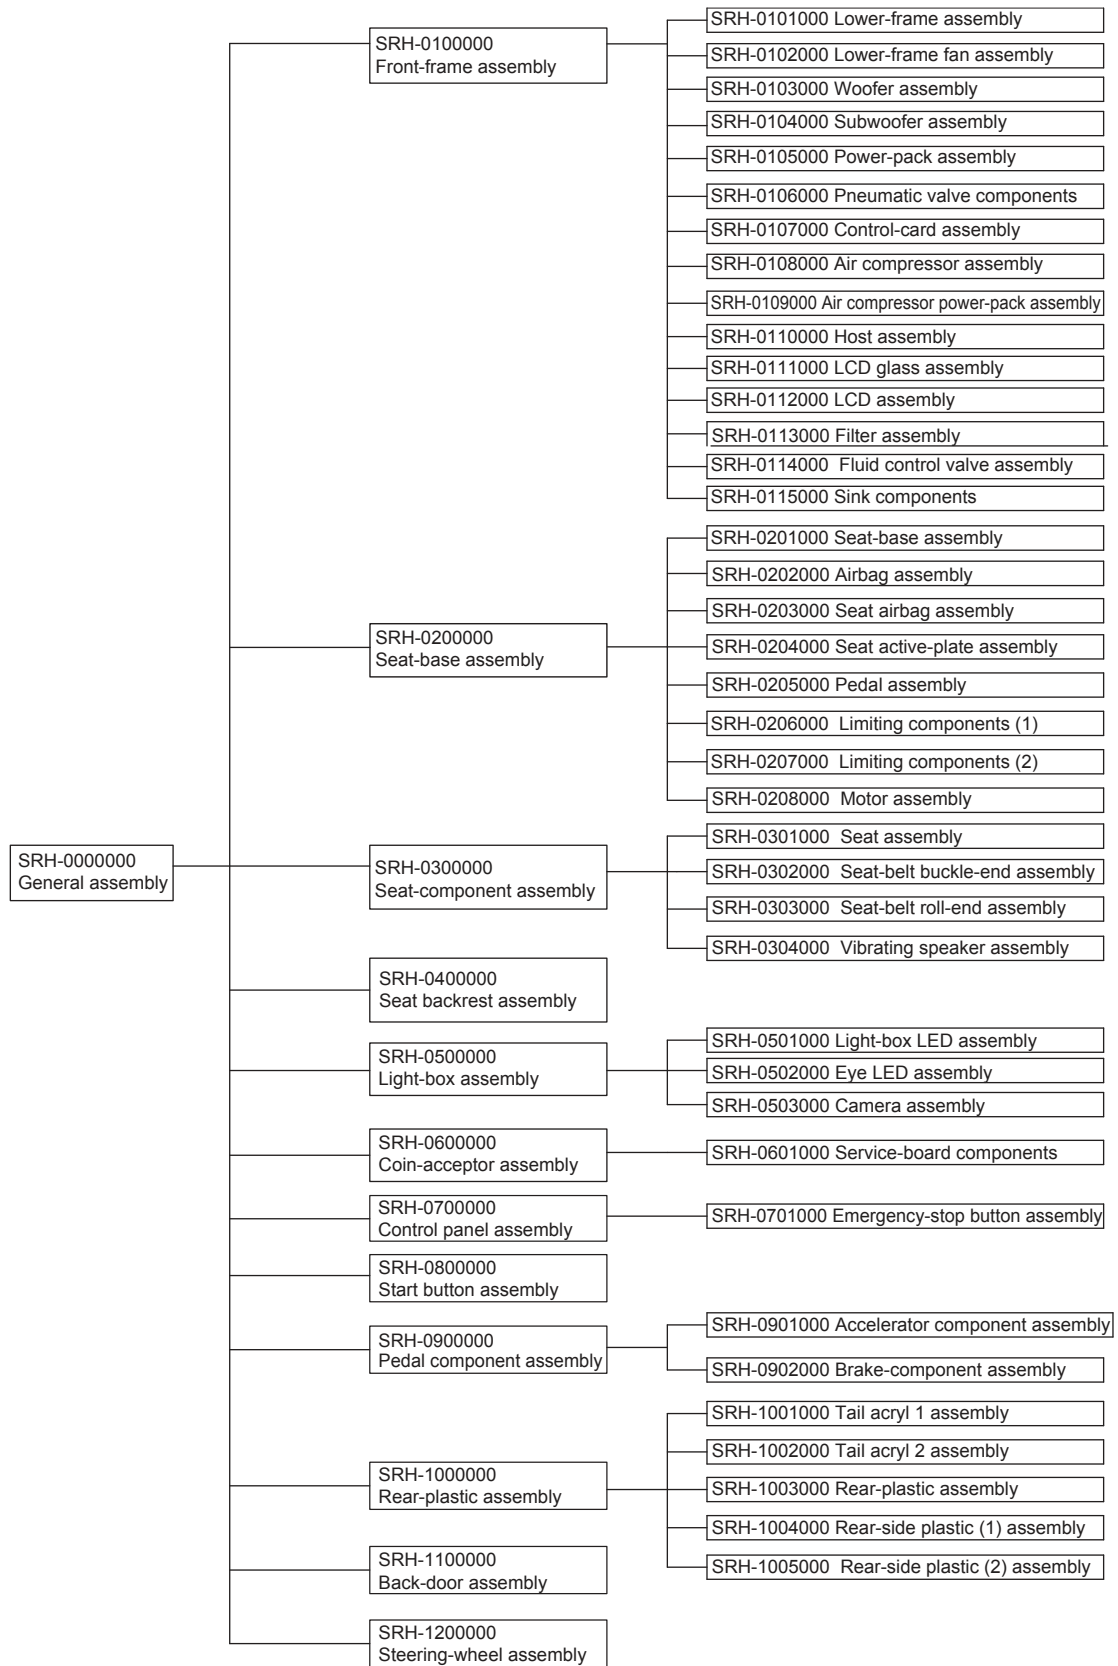 SRH-0000000
General assembly
SRH-0100000
Front-frame assembly
SRH-0101000 Lower-frame assembly
SRH-0102000 Lower-frame fan assembly
SRH-0103000 Woofer assembly
SRH-0104000 Subwoofer assembly
SRH-0105000 Power-pack assembly
SRH-0106000 Pneumatic valve components
SRH-0107000 Control-card assembly
SRH-0108000 Air compressor assembly
SRH-0109000 Air compressor power-pack assembly
SRH-0110000 Host assembly
SRH-0111000 LCD glass assembly
SRH-0112000 LCD assembly
SRH-0113000 Filter assembly
SRH-0114000 Fluid control valve assembly
SRH-0115000 Sink components
SRH-0200000
Seat-base assembly
SRH-0201000 Seat-base assembly
SRH-0202000 Airbag assembly
SRH-0203000 Seat airbag assembly
SRH-0204000 Seat active-plate assembly
SRH-0205000 Pedal assembly
SRH-0206000 Limiting components (1)
SRH-0207000 Limiting components (2)
SRH-0208000 Motor assembly
SRH-0300000
Seat-component assembly
SRH-0301000 Seat assembly
SRH-0302000 Seat-belt buckle-end assembly
SRH-0303000 Seat-belt roll-end assembly
SRH-0304000 Vibrating speaker assembly
SRH-0400000
Seat backrest assembly
SRH-0500000
Light-box assembly
SRH-0501000 Light-box LED assembly
SRH-0502000 Eye LED assembly
SRH-0503000 Camera assembly
SRH-0600000
Coin-acceptor assembly
SRH-0601000 Service-board components
SRH-0700000
Control panel assembly
SRH-0701000 Emergency-stop button assembly
SRH-0800000
Start button assembly
SRH-0900000
Pedal component assembly
SRH-0901000 Accelerator component assembly
SRH-0902000 Brake-component assembly
SRH-1000000
Rear-plastic assembly
SRH-1001000 Tail acryl 1 assembly
SRH-1002000 Tail acryl 2 assembly
SRH-1003000 Rear-plastic assembly
SRH-1004000 Rear-side plastic (1) assembly
SRH-1005000 Rear-side plastic (2) assembly
SRH-1100000
Back-door assembly
SRH-1200000
Steering-wheel assembly